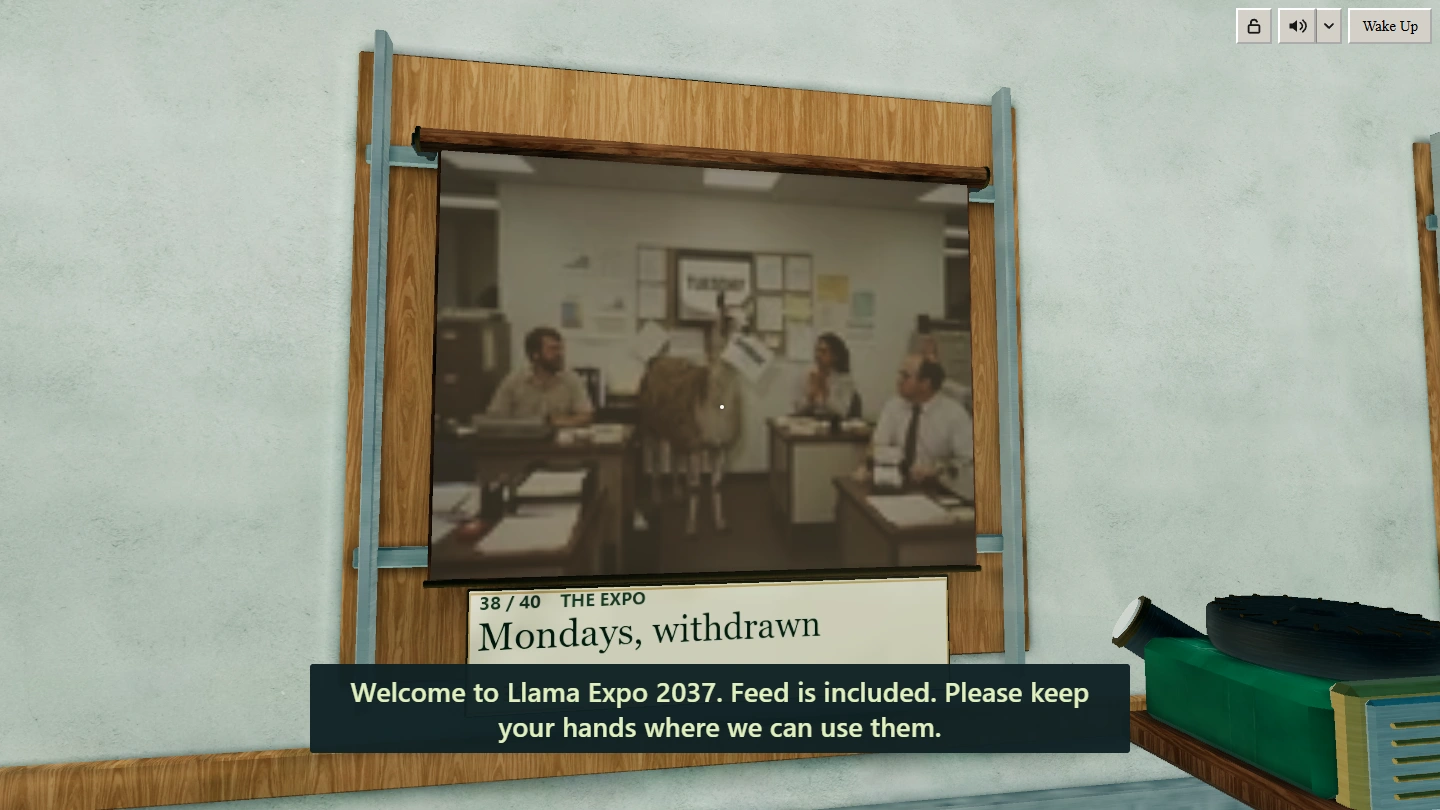 Wake Up
TUESDAY
38 / 40 THE EXPO
Mondays, withdrawn
Welcome to Llama Expo 2037. Feed is included. Please keep
your hands where we can use them.